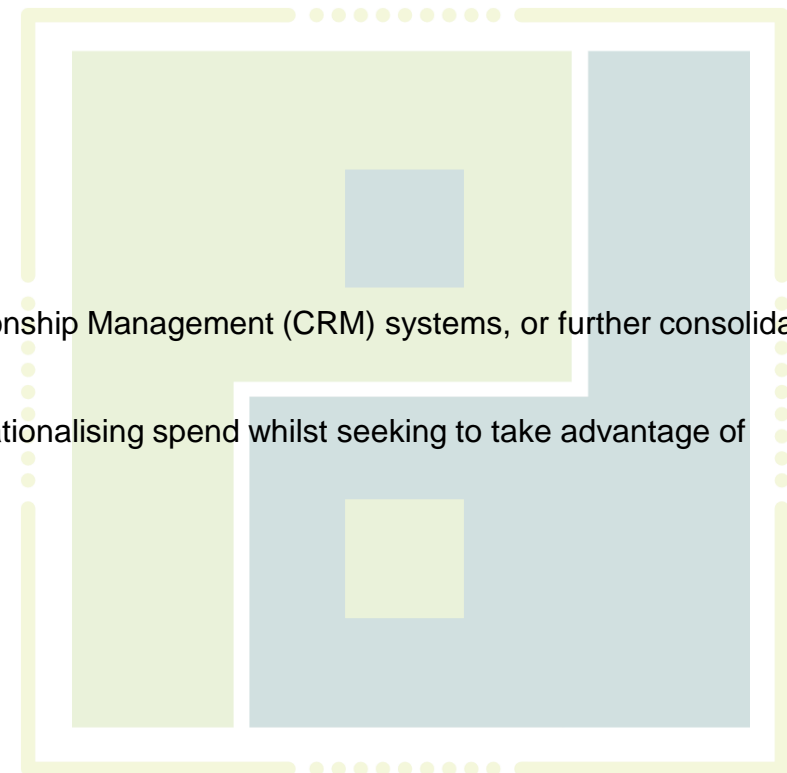 onship Management (CRM) systems, or further consolida
tionalising spend whilst seeking to take advantage of